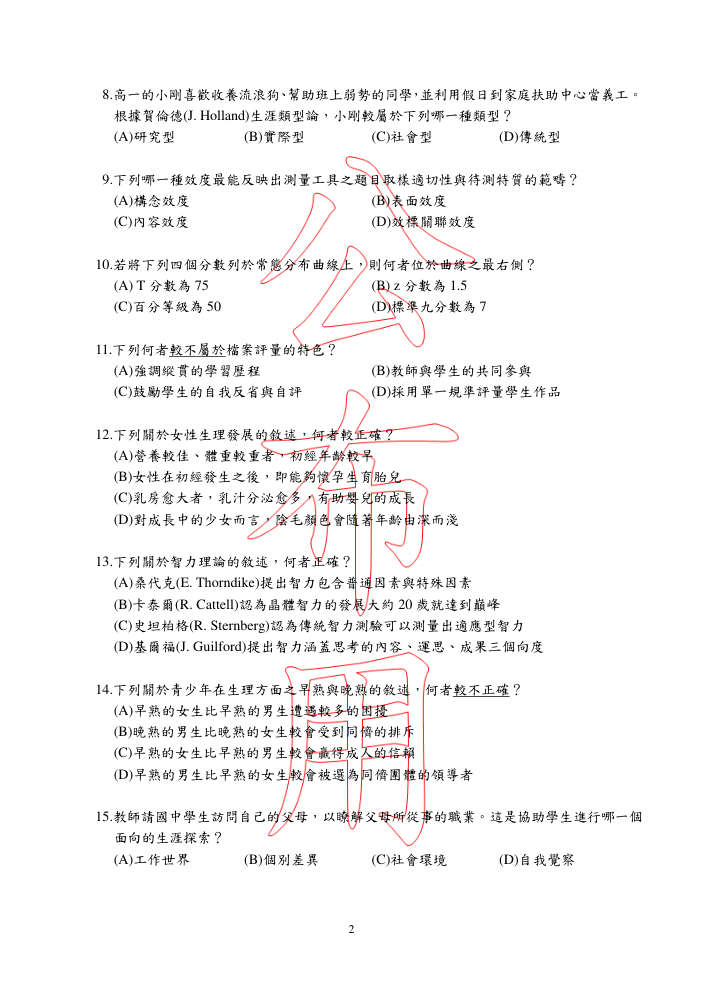 8.高一的小剛喜歡收養流浪狗、幫助班上弱勢的同學，並利用假日到家庭扶助中心當義工。
根據賀倫德(J. Holland)生涯類型論，小剛較屬於下列哪一種類型？
(A)研究型 (B)實際型 (C)社會型 (D)傳統型
9.下列哪一種效度最能反映出測量工具之題目取樣適切性與待測特質的範疇？
(A)構念效度 (B)表面效度
(C)內容效度 (D)效標關聯效度
10.若將下列四個分數列於常態分布曲線上，則何者位於曲線之最右側？
(A) T 分數為 75 (B) z 分數為 1.5
(C)百分等級為 50 (D)標準九分數為 7
11.下列何者較不屬於檔案評量的特色？
(A)強調縱貫的學習歷程 (B)教師與學生的共同參與
(C)鼓勵學生的自我反省與自評 (D)採用單一規準評量學生作品
12.下列關於女性生理發展的敘述，何者較正確？
(A)營養較佳、體重較重者，初經年齡較早
(B)女性在初經發生之後，即能夠懷孕生育胎兒
(C)乳房愈大者，乳汁分泌愈多，有助嬰兒的成長
(D)對成長中的少女而言，陰毛顏色會隨著年齡由深而淺
13.下列關於智力理論的敘述，何者正確？
(A)桑代克(E. Thorndike)提出智力包含普通因素與特殊因素
(B)卡泰爾(R. Cattell)認為晶體智力的發展大約 20 歲就達到巔峰
(C)史坦柏格(R. Sternberg)認為傳統智力測驗可以測量出適應型智力
(D)基爾福(J. Guilford)提出智力涵蓋思考的內容、運思、成果三個向度
14.下列關於青少年在生理方面之早熟與晚熟的敘述，何者較不正確？
(A)早熟的女生比早熟的男生遭遇較多的困擾
(B)晚熟的男生比晚熟的女生較會受到同儕的排斥
(C)早熟的女生比早熟的男生較會贏得成人的信賴
(D)早熟的男生比早熟的女生較會被選為同儕團體的領導者
15.教師請國中學生訪問自己的父母，以瞭解父母所從事的職業。這是協助學生進行哪一個
面向的生涯探索？
(A)工作世界 (B)個別差異 (C)社會環境 (D)自我覺察
公布用
2